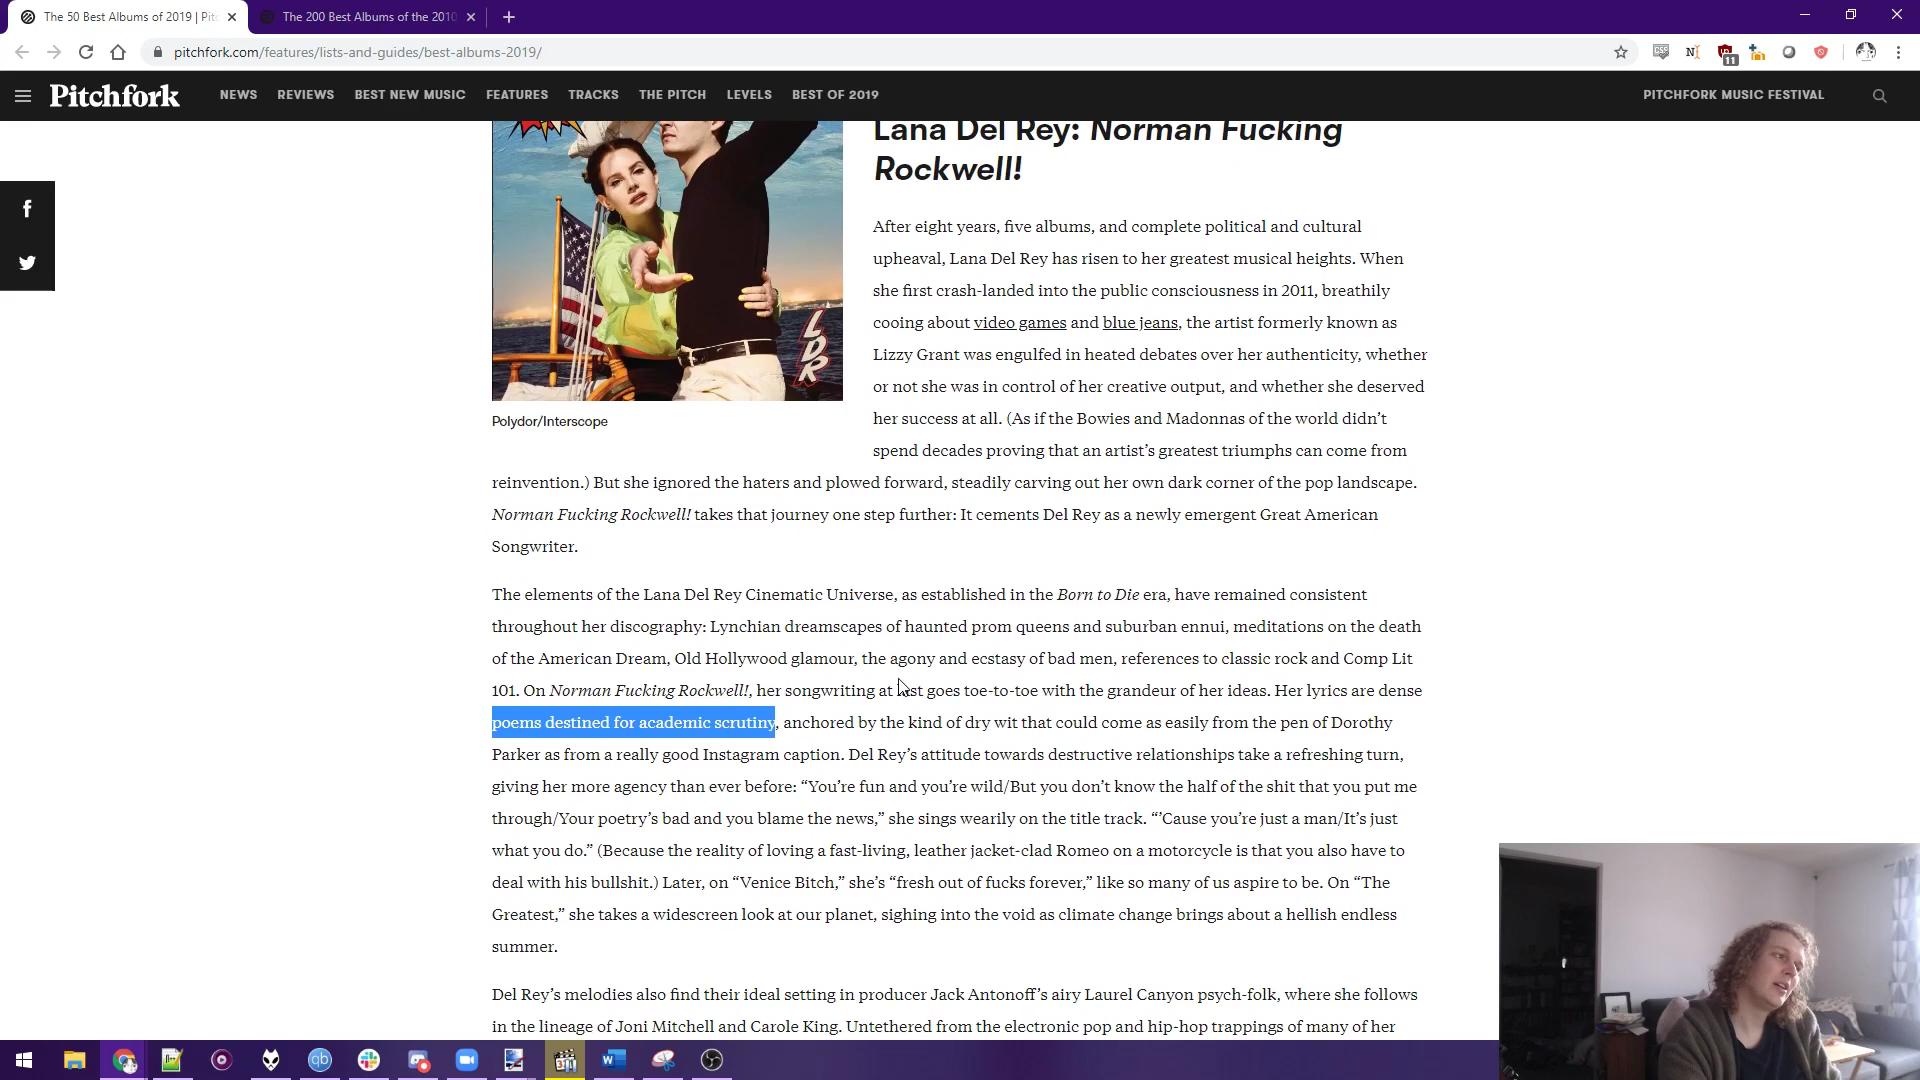 The 50 Best Albums of 2019 | Pitc
The 200 Best Albums of the 2010
pitchfork.com/features/lists-and-guides/best-albums-2019/
11
Pitchfork
NEWS
REVIEWS
BEST NEW MUSIC
FEATURES
TRACKS
THE PITCH
LEVELS
BEST OF 2019
PITCHFORK MUSIC FESTIVAL
Lana Del Rey: Norman Fucking
Rockwell!
LDR
Polydor/Interscope
After eight years, five albums, and complete political and cultural
upheaval, Lana Del Rey has risen to her greatest musical heights. When
she first crash-landed into the public consciousness in 2011, breathily
cooing about video games and blue jeans, the artist formerly known as
Lizzy Grant was engulfed in heated debates over her authenticity, whether
or not she was in control of her creative output, and whether she deserved
her success at all. (As if the Bowies and Madonnas of the world didn’t
spend decades proving that an artist’s greatest triumphs can come from
reinvention.) But she ignored the haters and plowed forward, steadily carving out her own dark corner of the pop landscape.
Norman Fucking Rockwell! takes that journey one step further: It cements Del Rey as a newly emergent Great American
Songwriter.
The elements of the Lana Del Rey Cinematic Universe, as established in the Born to Die era, have remained consistent
throughout her discography: Lynchian dreamscapes of haunted prom queens and suburban ennui, meditations on the death
of the American Dream, Old Hollywood glamour, the agony and ecstasy of bad men, references to classic rock and Comp Lit
101. On Norman Fucking Rockwell!, her songwriting at last goes toe-to-toe with the grandeur of her ideas. Her lyrics are dense
poems destined for academic scrutiny, anchored by the kind of dry wit that could come as easily from the pen of Dorothy
Parker as from a really good Instagram caption. Del Rey’s attitude towards destructive relationships take a refreshing turn,
giving her more agency than ever before: “You’re fun and you’re wild/But you don’t know the half of the shit that you put me
through/Your poetry’s bad and you blame the news,” she sings wearily on the title track. “’Cause you’re just a man/It’s just
what you do.” (Because the reality of loving a fast-living, leather jacket-clad Romeo on a motorcycle is that you also have to
deal with his bullshit.) Later, on “Venice Bitch,” she’s “fresh out of fucks forever,” like so many of us aspire to be. On “The
Greatest,” she takes a widescreen look at our planet, sighing into the void as climate change brings about a hellish endless
summer.
Del Rey’s melodies also find their ideal setting in producer Jack Antonoff’s airy Laurel Canyon psych-folk, where she follows
in the lineage of Joni Mitchell and Carole King. Untethered from the electronic pop and hip-hop trappings of many of her
qb